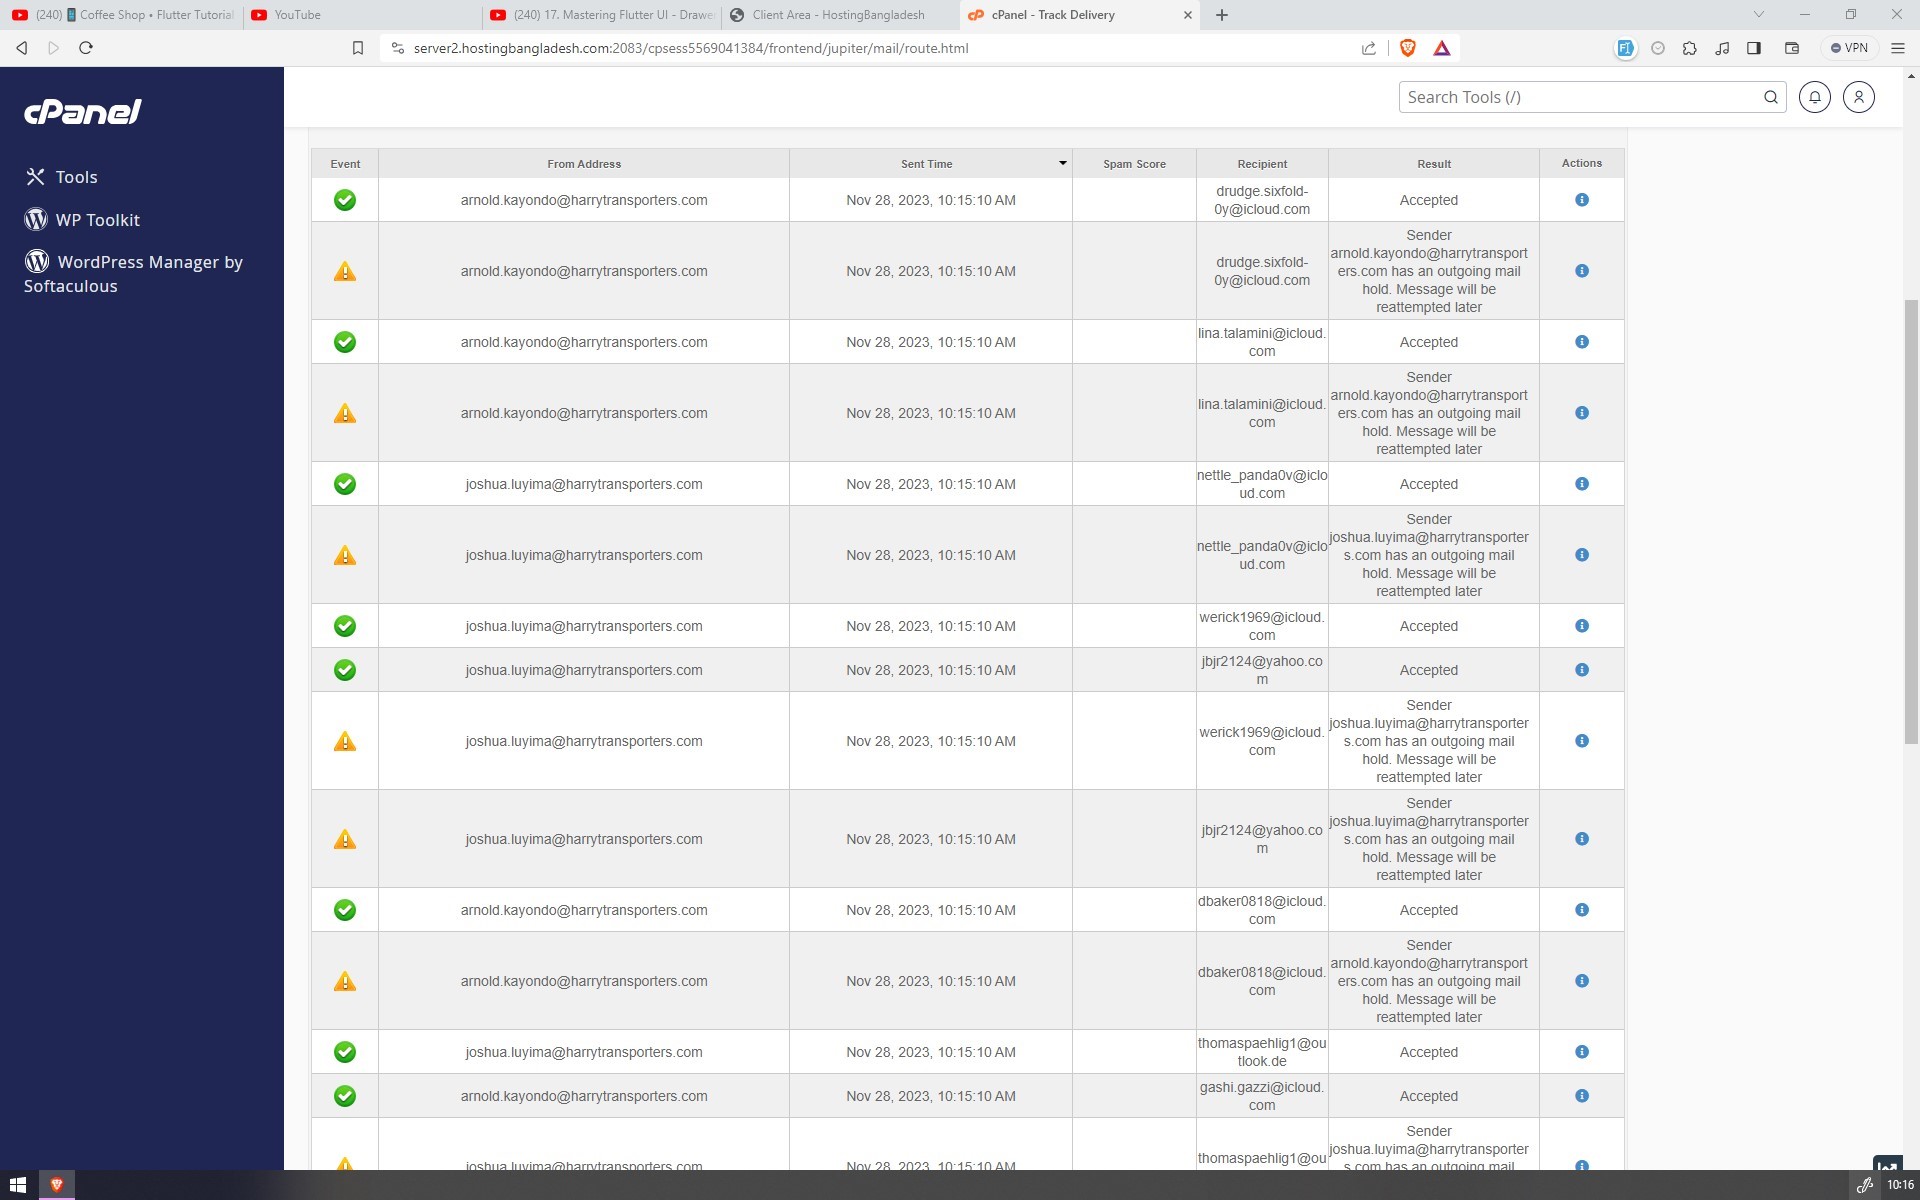 (240) Coffee Shop • Flutter Tutorial
YouTube
(240) 17. Mastering Flutter UI - Drawe
Client Area - HostingBangladesh
cPanel - Track Delivery
server2.hostingbangladesh.com:2083/cpsess5569041384/frontend/jupiter/mail/route.html
VPN
cPanel
Search Tools (/)
Tools
WP Toolkit
WordPress Manager by
Softaculous
Event From Address Sent Time Spam Score Recipient Result Actions
arnold.kayondo@harrytransporters.com Nov 28, 2023, 10:15:10 AM
drudge.sixfold-
0y@icloud.com
Accepted
arnold.kayondo@harrytransporters.com Nov 28, 2023, 10:15:10 AM
drudge.sixfold-
0y@icloud.com
Sender
arnold.kayondo@harrytransport
ers.com has an outgoing mail
hold. Message will be
reattempted later
arnold.kayondo@harrytransporters.com Nov 28, 2023, 10:15:10 AM
lina.talamini@icloud.
com
Accepted
arnold.kayondo@harrytransporters.com Nov 28, 2023, 10:15:10 AM
lina.talamini@icloud.
com
Sender
arnold.kayondo@harrytransport
ers.com has an outgoing mail
hold. Message will be
reattempted later
joshua.luyima@harrytransporters.com Nov 28, 2023, 10:15:10 AM
nettle_panda0v@iclo
ud.com
Accepted
joshua.luyima@harrytransporters.com Nov 28, 2023, 10:15:10 AM
nettle_panda0v@iclo
ud.com
Sender
joshua.luyima@harrytransporter
s.com has an outgoing mail
hold. Message will be
reattempted later
joshua.luyima@harrytransporters.com Nov 28, 2023, 10:15:10 AM
werick1969@icloud.
com
Accepted
joshua.luyima@harrytransporters.com Nov 28, 2023, 10:15:10 AM
jbjr2124@yahoo.co
m
Accepted
joshua.luyima@harrytransporters.com Nov 28, 2023, 10:15:10 AM
werick1969@icloud.
com
Sender
joshua.luyima@harrytransporter
s.com has an outgoing mail
hold. Message will be
reattempted later
joshua.luyima@harrytransporters.com Nov 28, 2023, 10:15:10 AM
jbjr2124@yahoo.co
m
Sender
joshua.luyima@harrytransporter
s.com has an outgoing mail
hold. Message will be
reattempted later
arnold.kayondo@harrytransporters.com Nov 28, 2023, 10:15:10 AM
dbaker0818@icloud.
com
Accepted
arnold.kayondo@harrytransporters.com Nov 28, 2023, 10:15:10 AM
dbaker0818@icloud.
com
Sender
arnold.kayondo@harrytransport
ers.com has an outgoing mail
hold. Message will be
reattempted later
joshua.luyima@harrytransporters.com Nov 28, 2023, 10:15:10 AM
thomaspaehlig1@ou
tlook.de
Accepted
arnold.kayondo@harrytransporters.com Nov 28, 2023, 10:15:10 AM
gashi.gazzi@icloud.
com
Accepted
joshua.luyima@harrytransporters.com Nov 28, 2023, 10:15:10 AM
thomaspaehlig1@ou
Sender
joshua.luyima@harrytransporter
s.com has an outgoing mail
10:16